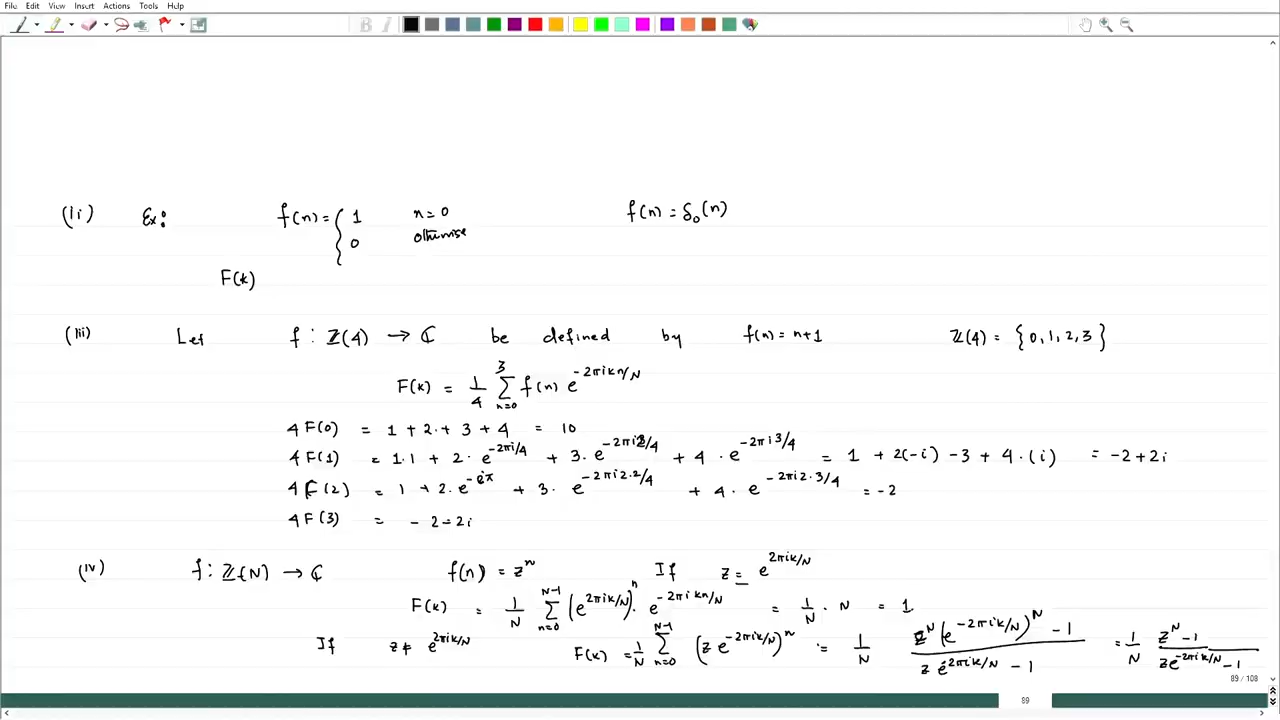 File Edit View Insert Actions Tools Help
(ii) Ex: f(n) = { 1 n=0 f(n) = δ₀(n)
0 otherwise
F(k)
(iii) Let f : ℤ(4) → ℂ be defined by f(n) = n+1 ℤ(4) = {0, 1, 2, 3}
F(k) = 1/4 ∑_{n=0}^{3} f(n) e^{-2πikn/N}
4F(0) = 1 + 2 + 3 + 4 = 10
4F(1) = 1·1 + 2·e^{-2πi/4} + 3·e^{-2πi2/4} + 4·e^{-2πi3/4} = 1 + 2(-i) -3 + 4·(i) = -2+2i
4F(2) = 1 + 2·e^{-iπ} + 3·e^{-2πi2·2/4} + 4·e^{-2πi2·3/4} = -2
4F(3) = -2-2i
(iv) f : ℤ(N) → ℂ f(n) = zⁿ If z = e^{2πik/N}
F(k) = 1/N ∑_{n=0}^{N-1} (e^{2πik/N})ⁿ · e^{-2πikn/N} = 1/N · N = 1
If z ≠ e^{2πik/N} F(k) = 1/N ∑_{n=0}^{N-1} (z e^{-2πik/N})ⁿ = 1/N (z^N (e^{-2πik/N})^N - 1)/(z e^{2πik/N} - 1) = 1/N (z^N - 1)/(z e^{-2πik/N} - 1)
89 / 108
89